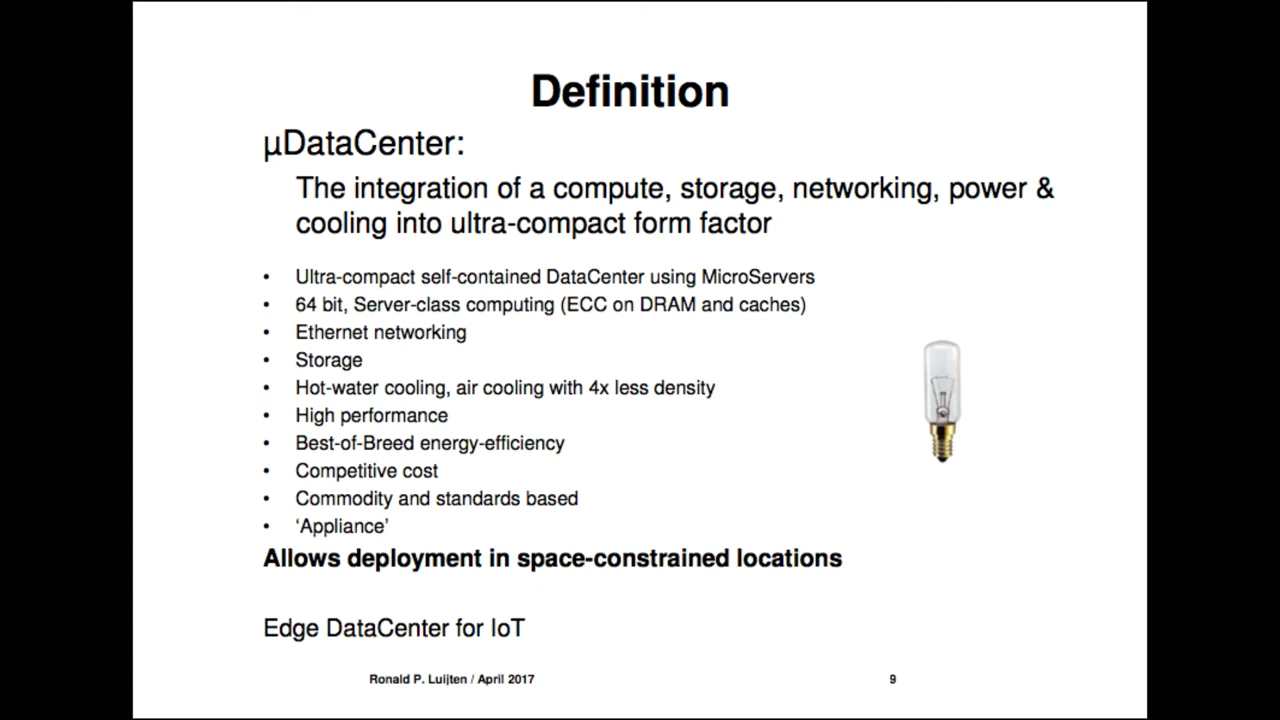 Definition
µDataCenter:
The integration of a compute, storage, networking, power &
cooling into ultra-compact form factor
• Ultra-compact self-contained DataCenter using MicroServers
• 64 bit, Server-class computing (ECC on DRAM and caches)
• Ethernet networking
• Storage
• Hot-water cooling, air cooling with 4x less density
• High performance
• Best-of-Breed energy-efficiency
• Competitive cost
• Commodity and standards based
• ‘Appliance’
Allows deployment in space-constrained locations
Edge DataCenter for IoT
Ronald P. Luijten / April 2017
9